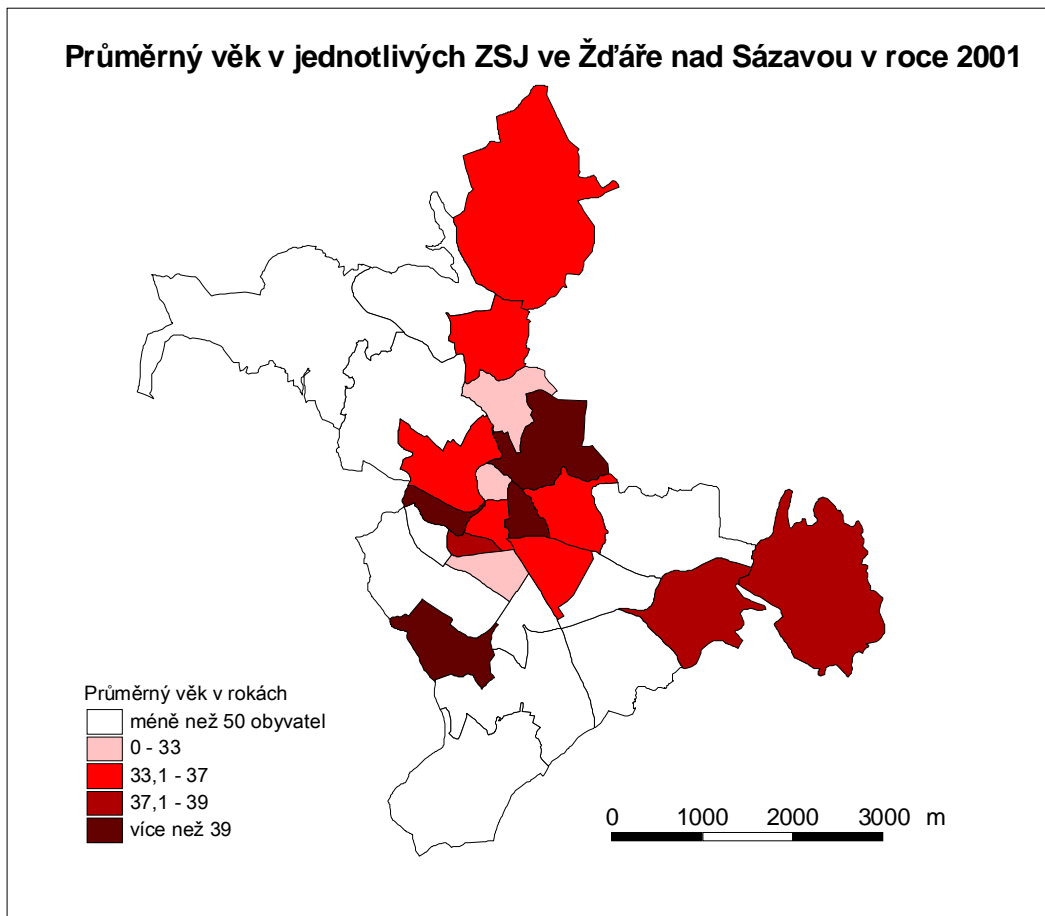 Průměrný věk v jednotlivých ZSJ ve Žďáře nad Sázavou v roce 2001
Průměrný věk v rokách
méně než 50 obyvatel
0 - 33
33,1 - 37
37,1 - 39
více než 39
0 1000 2000 3000 m